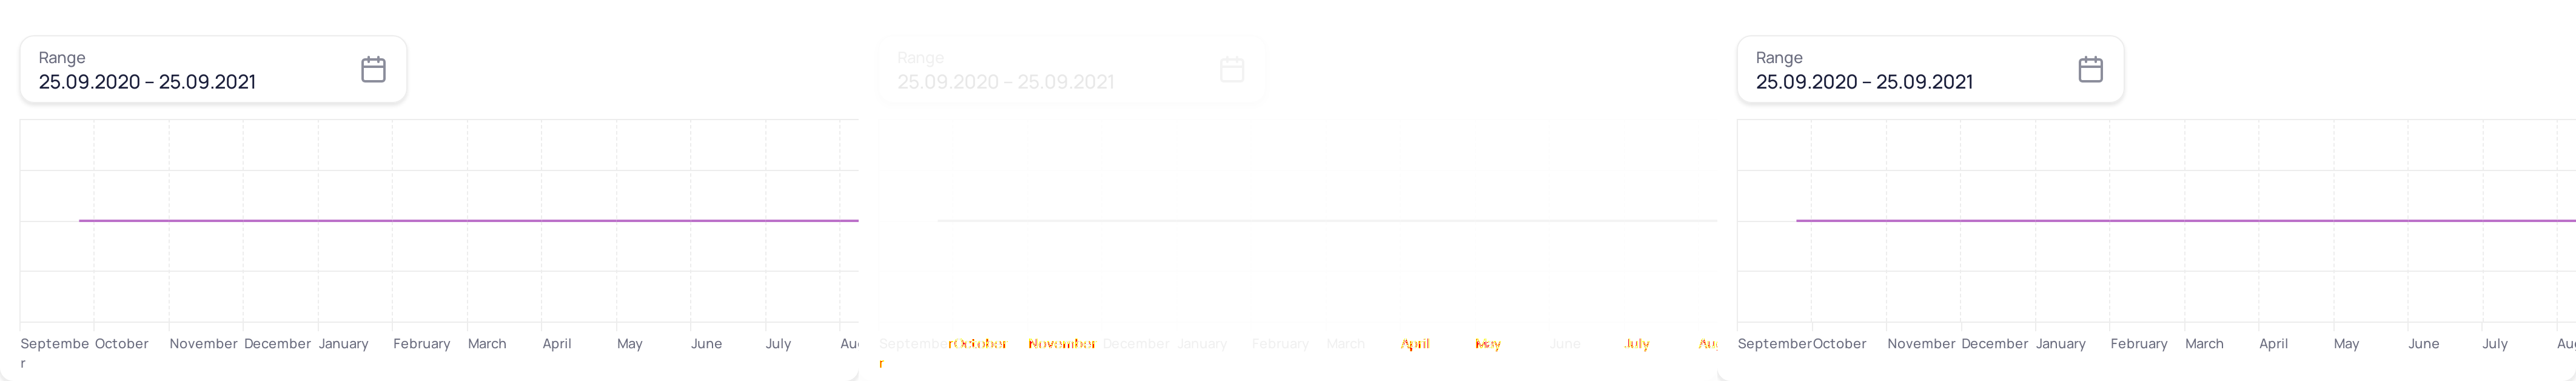 Range
25.09.2020 – 25.09.2021
Septembe October November December January February March April May June July Au
r
Range
25.09.2020 – 25.09.2021
September October November December January February March April May June July Aug
r
Range
25.09.2020 – 25.09.2021
September October November December January February March April May June July Au